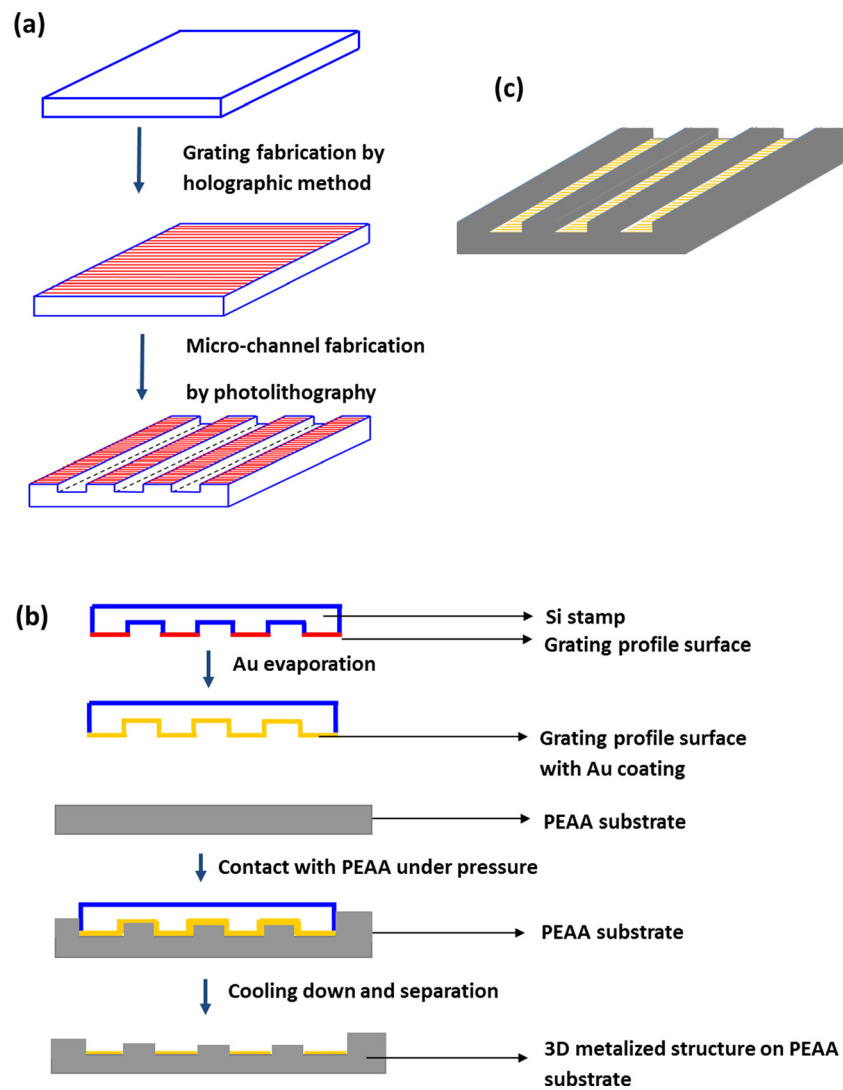 (a)
Grating fabrication by
holographic method
Micro-channel fabrication
by photolithography
(c)
(b)
Si stamp
Grating profile surface
Au evaporation
Grating profile surface
with Au coating
PEAA substrate
Contact with PEAA under pressure
PEAA substrate
Cooling down and separation
3D metalized structure on PEAA
substrate